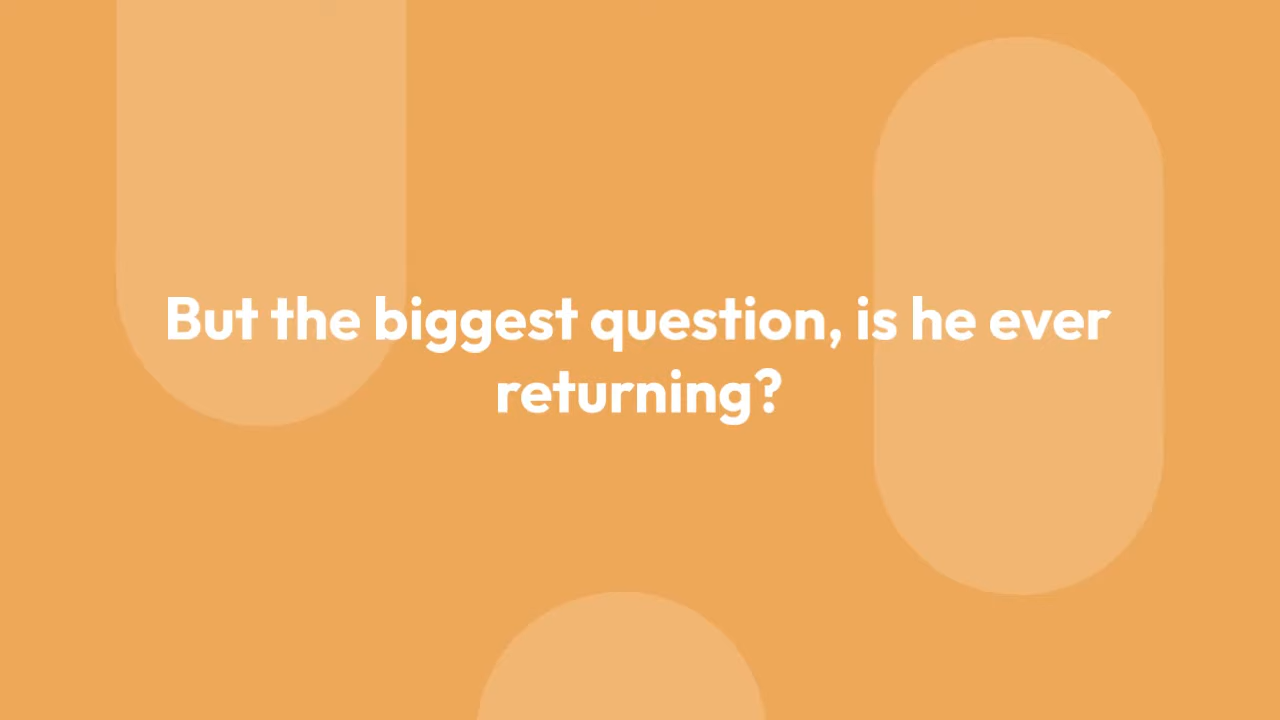 But the biggest question, is he ever
returning?